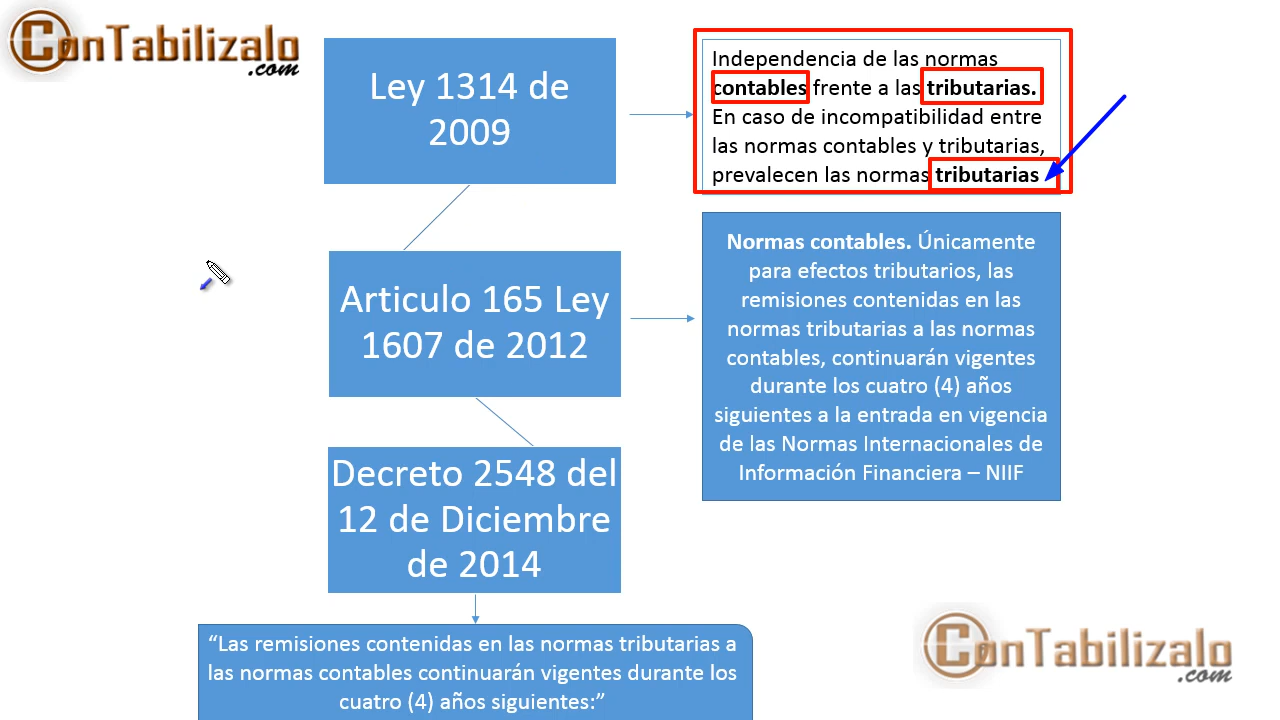 ConTabilizalo
.com
Ley 1314 de
2009
Independencia de las normas
contables frente a las tributarias.
En caso de incompatibilidad entre
las normas contables y tributarias,
prevalecen las normas tributarias
Articulo 165 Ley
1607 de 2012
Normas contables. Únicamente
para efectos tributarios, las
remisiones contenidas en las
normas tributarias a las normas
contables, continuarán vigentes
durante los cuatro (4) años
siguientes a la entrada en vigencia
de las Normas Internacionales de
Información Financiera – NIIF
Decreto 2548 del
12 de Diciembre
de 2014
“Las remisiones contenidas en las normas tributarias a
las normas contables continuarán vigentes durante los
cuatro (4) años siguientes:”
ConTabilizalo
.com